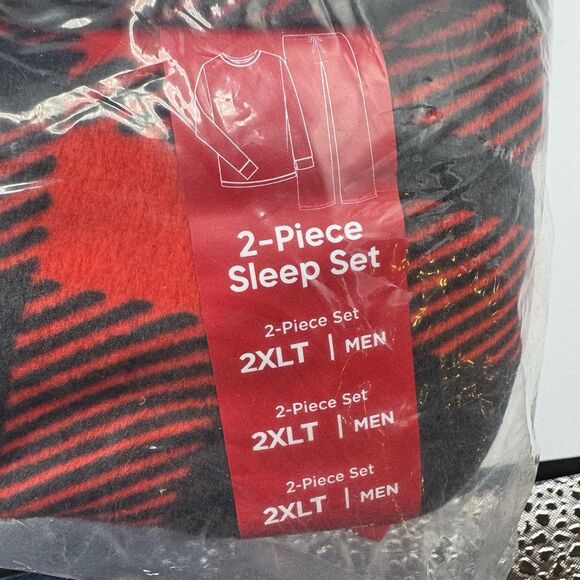 2-Piece
Sleep Set
2-Piece Set
2XLT | MEN
2-Piece Set
2XLT | MEN
2-Piece Set
2XLT | MEN